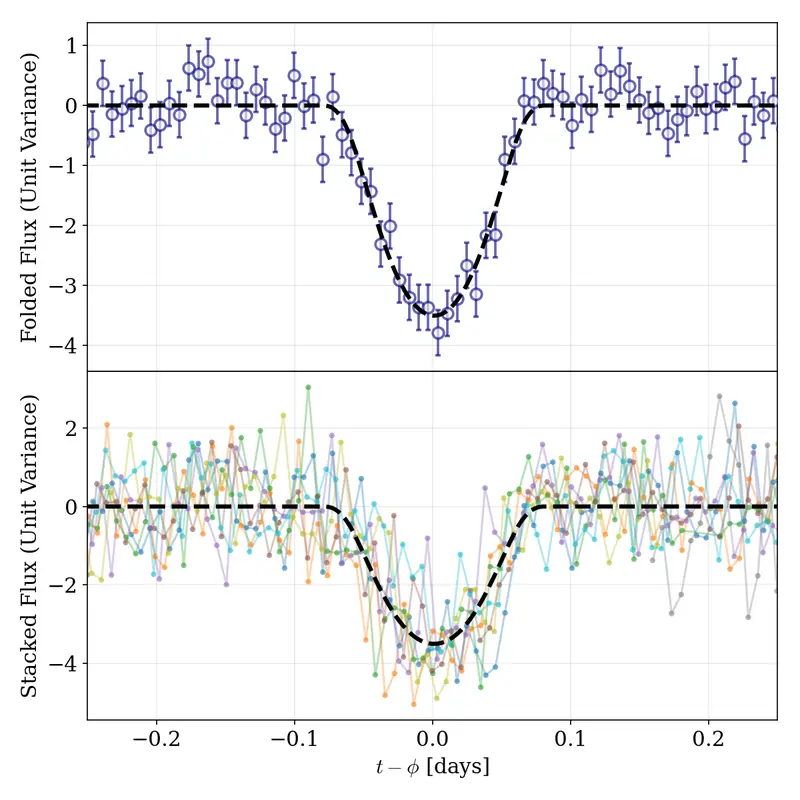 Folded Flux (Unit Variance)
1
0
−1
−2
−3
−4
Stacked Flux (Unit Variance)
2
0
−2
−4
−0.2 −0.1 0.0 0.1 0.2
t − ϕ [days]